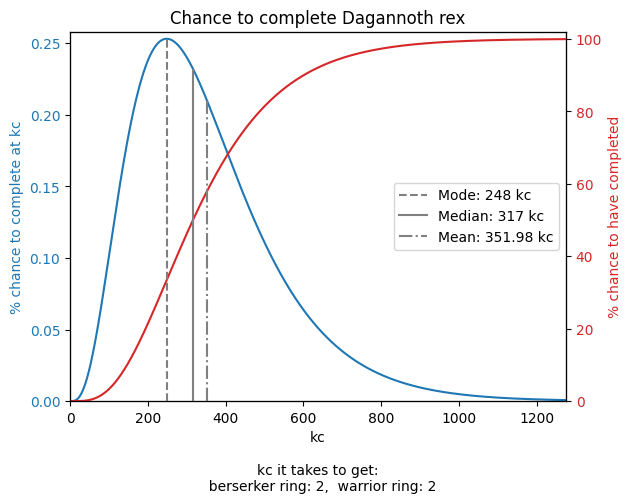 Chance to complete Dagannoth rex
% chance to complete at kc
0.25
0.20
0.15
0.10
0.05
0.00
100
80
60
40
20
0
% chance to have completed
Mode: 248 kc
Median: 317 kc
Mean: 351.98 kc
0 200 400 600 800 1000 1200
kc
kc it takes to get:
berserker ring: 2,  warrior ring: 2